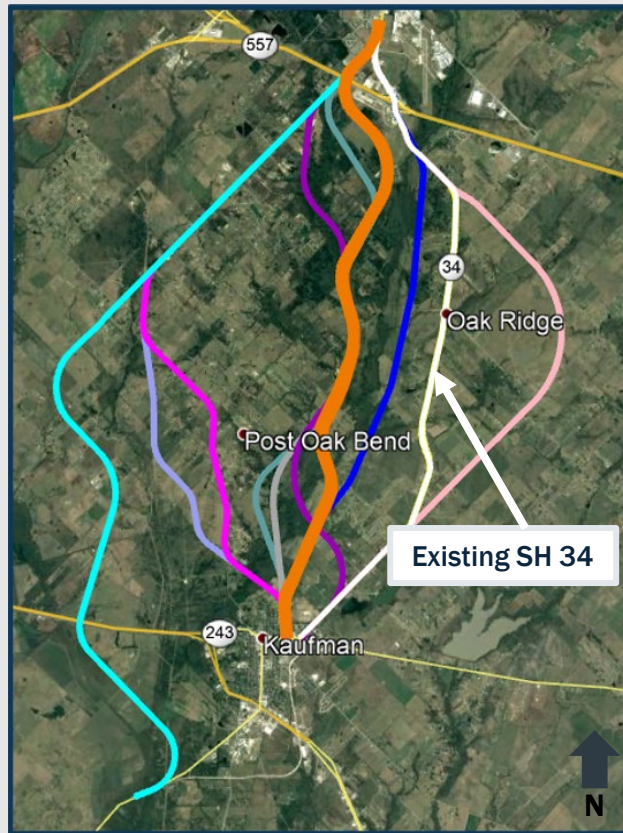 557
34
Oak Ridge
Post Oak Bend
Existing SH 34
243
Kaufman
N